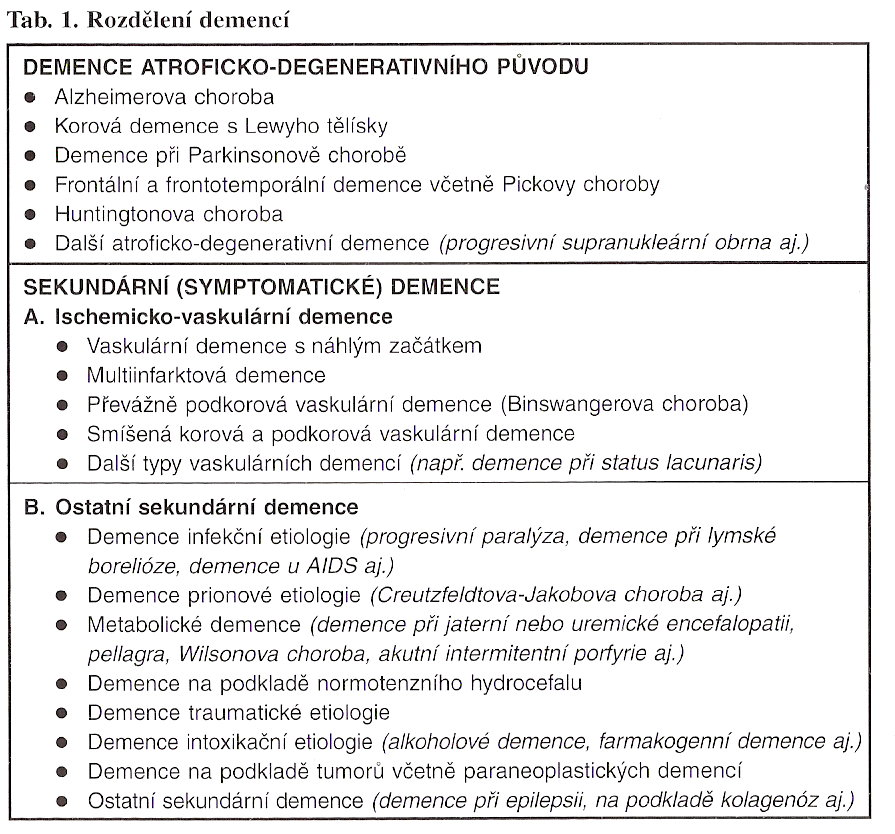 Tab. 1. Rozdělení demencí
DEMENCE ATROFICKO-DEGENERATIVNÍHO PŮVODU
● Alzheimerova choroba
● Korová demence s Lewyho tělísky
● Demence při Parkinsonově chorobě
● Frontální a frontotemporální demence včetně Pickovy choroby
● Huntingtonova choroba
● Další atroficko-degenerativní demence (progresivní supranukleární obrna aj.)
SEKUNDÁRNÍ (SYMPTOMATICKÉ) DEMENCE
A. Ischemicko-vaskulární demence
● Vaskulární demence s náhlým začátkem
● Multiinfarktová demence
● Převážně podkorová vaskulární demence (Binswangerova choroba)
● Smíšená korová a podkorová vaskulární demence
● Další typy vaskulárních demencí (např. demence při status lacunaris)
B. Ostatní sekundární demence
● Demence infekční etiologie (progresivní paralýza, demence při lymské
borelióze, demence u AIDS aj.)
● Demence prionové etiologie (Creutzfeldtova-Jakobova choroba aj.)
● Metabolické demence (demence při jaterní nebo uremické encefalopatii,
pellagra, Wilsonova choroba, akutní intermitentní porfyrie aj.)
● Demence na podkladě normotenzního hydrocefalu
● Demence traumatické etiologie
● Demence intoxikační etiologie (alkoholové demence, farmakogenní demence aj.)
● Demence na podkladě tumorů včetně paraneoplastických demencí
● Ostatní sekundární demence (demence při epilepsii, na podkladě kolagenóz aj.)